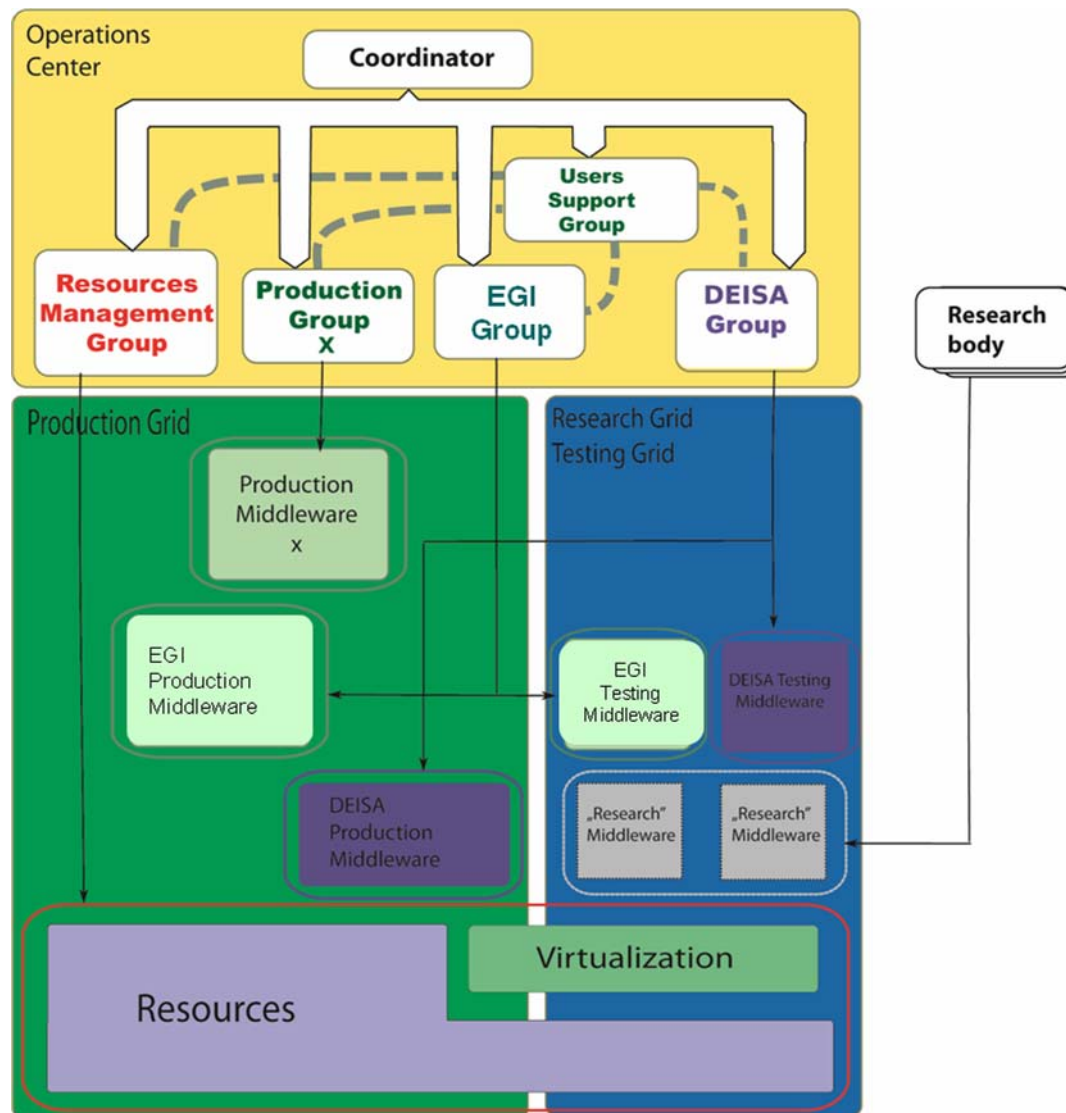 Operations
Center
Coordinator
Users
Support
Group
Resources
Management
Group
Production
Group
X
EGI
Group
DEISA
Group
Research
body
Production Grid
Research Grid
Testing Grid
Production
Middleware
x
EGI
Production
Middleware
EGI
Testing
Middleware
DEISA Testing
Middleware
DEISA
Production
Middleware
„Research”
Middleware
„Research”
Middleware
Virtualization
Resources